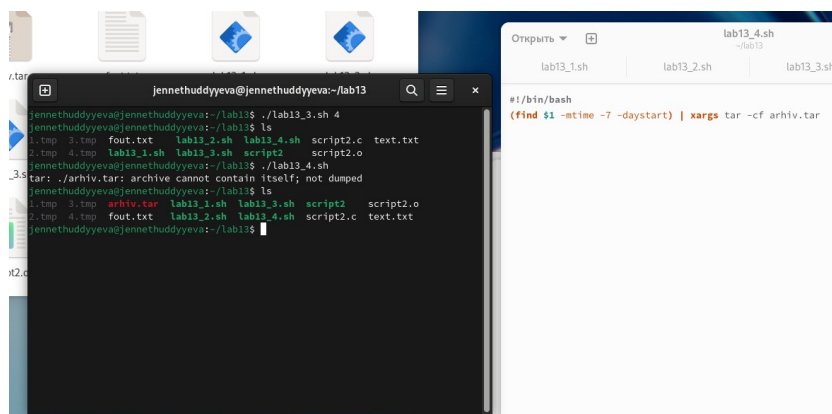 Открыть
lab13_4.sh
~/lab13
lab13_1.sh lab13_2.sh lab13_3.sh
#!/bin/bash
(find $1 -mtime -7 -daystart) | xargs tar -cf arhiv.tar
jennethuddyyeva@jennethuddyyeva:~/lab13
jennethuddyyeva@jennethuddyyeva:~/lab13$ ./lab13_3.sh 4
jennethuddyyeva@jennethuddyyeva:~/lab13$ ls
1.tmp 3.tmp fout.txt lab13_2.sh lab13_4.sh script2.c text.txt
2.tmp 4.tmp lab13_1.sh lab13_3.sh script2 script2.o
jennethuddyyeva@jennethuddyyeva:~/lab13$ ./lab13_4.sh
tar: ./arhiv.tar: archive cannot contain itself; not dumped
jennethuddyyeva@jennethuddyyeva:~/lab13$ ls
1.tmp 3.tmp arhiv.tar lab13_1.sh lab13_3.sh script2 script2.o
2.tmp 4.tmp fout.txt lab13_2.sh lab13_4.sh script2.c text.txt
jennethuddyyeva@jennethuddyyeva:~/lab13$